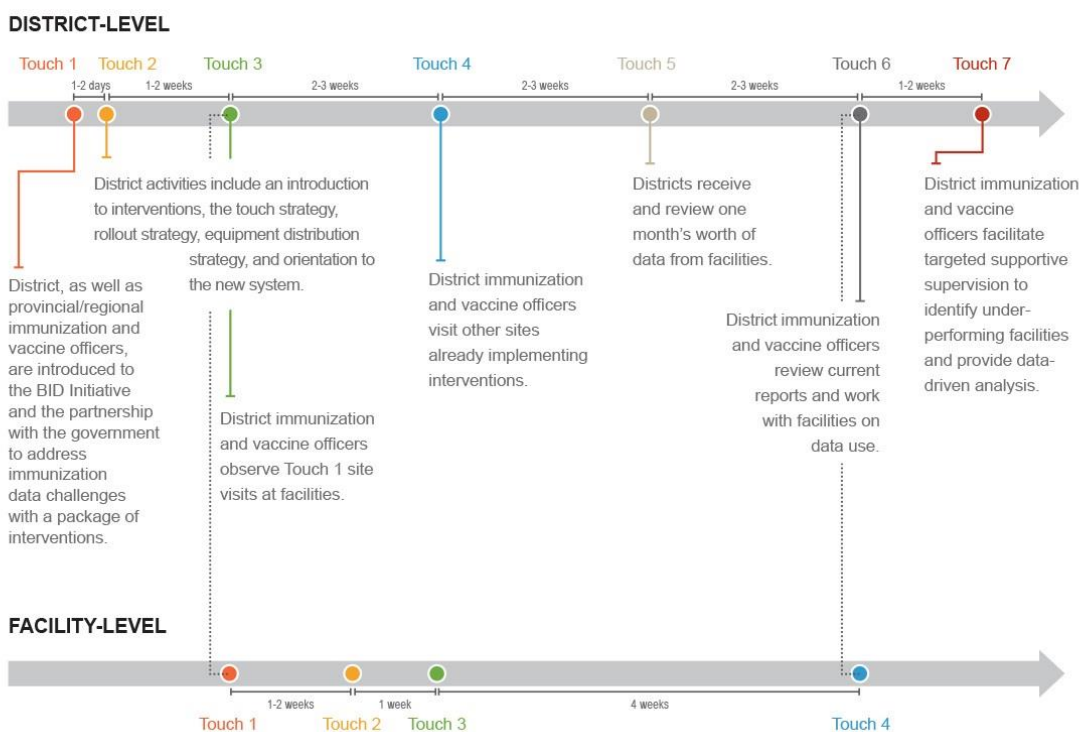 DISTRICT-LEVEL
Touch 1 Touch 2 Touch 3 Touch 4 Touch 5 Touch 6 Touch 7
1-2 days 1-2 weeks 2-3 weeks 2-3 weeks 2-3 weeks 1-2 weeks
District, as well as
provincial/regional
immunization and
vaccine officers,
are introduced to
the BID Initiative
and the partnership
with the government
to address
immunization
data challenges
with a package of
interventions.
District activities include an introduction
to interventions, the touch strategy,
rollout strategy, equipment distribution
strategy, and orientation to
the new system.
District immunization
and vaccine officers
observe Touch 1 site
visits at facilities.
District immunization
and vaccine officers
visit other sites
already implementing
interventions.
Districts receive
and review one
month's worth of
data from facilities.
District immunization
and vaccine officers
review current
reports and work
with facilities on
data use.
District immunization
and vaccine
officers facilitate
targeted supportive
supervision to
identify under-
performing facilities
and provide data-
driven analysis.
FACILITY-LEVEL
1-2 weeks 1 week 4 weeks
Touch 1 Touch 2 Touch 3 Touch 4